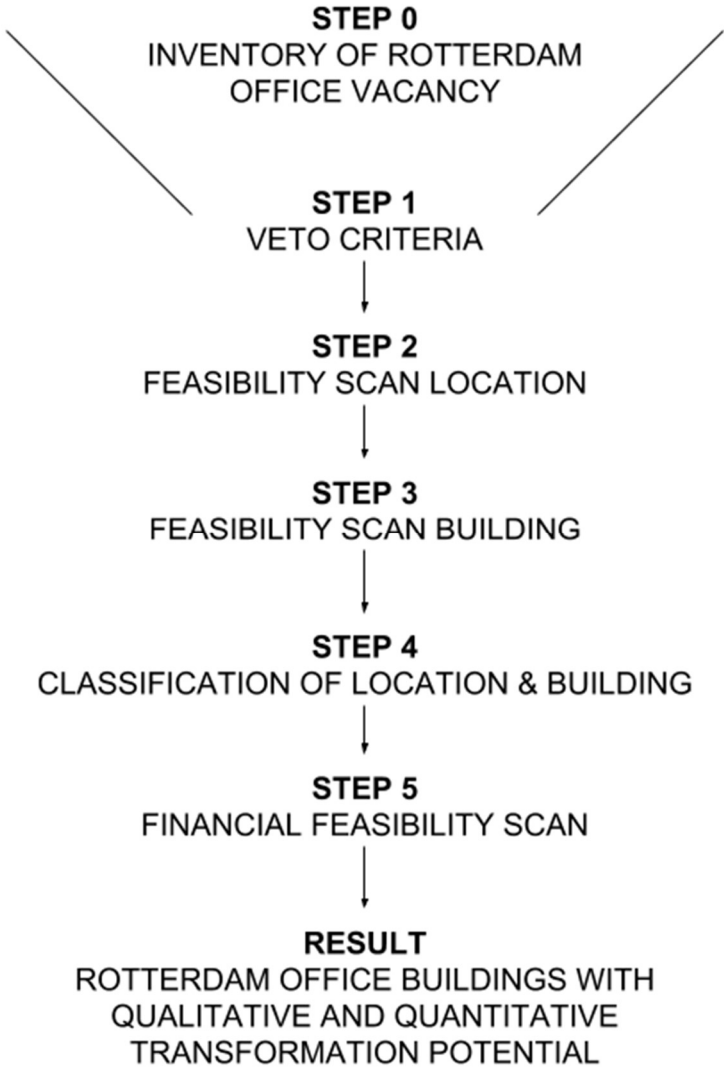 STEP 0
INVENTORY OF ROTTERDAM
OFFICE VACANCY
STEP 1
VETO CRITERIA
STEP 2
FEASIBILITY SCAN LOCATION
STEP 3
FEASIBILITY SCAN BUILDING
STEP 4
CLASSIFICATION OF LOCATION & BUILDING
STEP 5
FINANCIAL FEASIBILITY SCAN
RESULT
ROTTERDAM OFFICE BUILDINGS WITH
QUALITATIVE AND QUANTITATIVE
TRANSFORMATION POTENTIAL